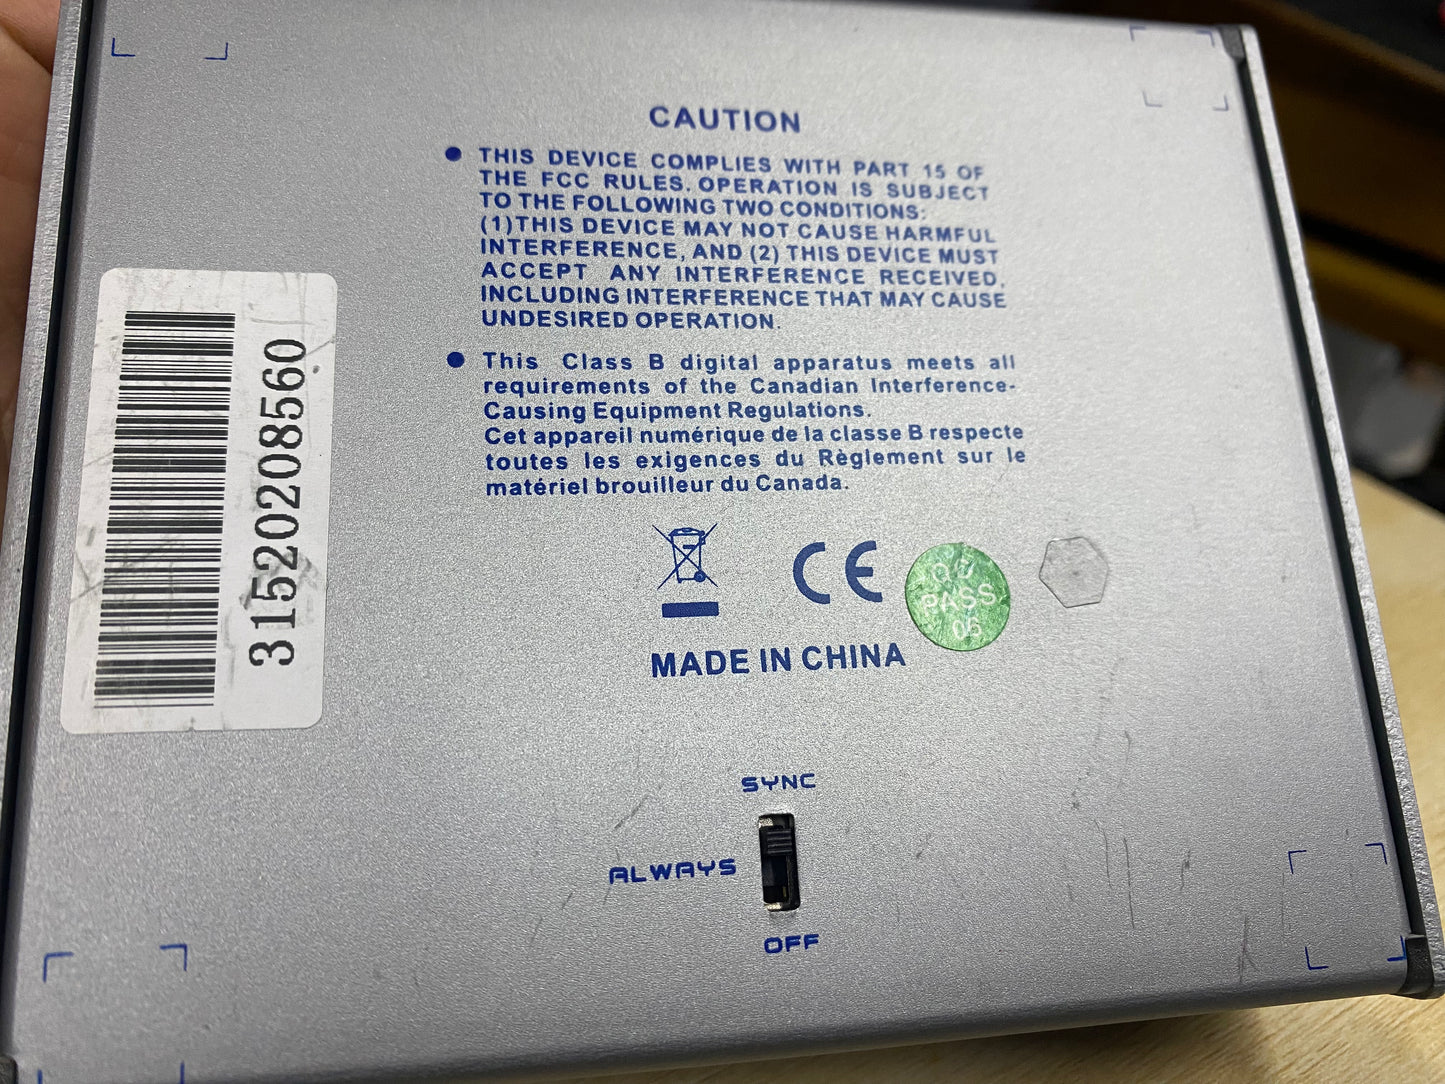 CAUTION
● THIS DEVICE COMPLIES WITH PART 15 OF
THE FCC RULES. OPERATION IS SUBJECT
TO THE FOLLOWING TWO CONDITIONS:
(1)THIS DEVICE MAY NOT CAUSE HARMFUL
INTERFERENCE, AND (2) THIS DEVICE MUST
ACCEPT ANY INTERFERENCE RECEIVED,
INCLUDING INTERFERENCE THAT MAY CAUSE
UNDESIRED OPERATION.
● This Class B digital apparatus meets all
requirements of the Canadian Interference-
Causing Equipment Regulations.
Cet appareil numérique de la classe B respecte
toutes les exigences du Règlement sur le
matériel brouilleur du Canada.
CE
PASS
06
MADE IN CHINA
3152020208560
SYNC
ALWAYS
OFF